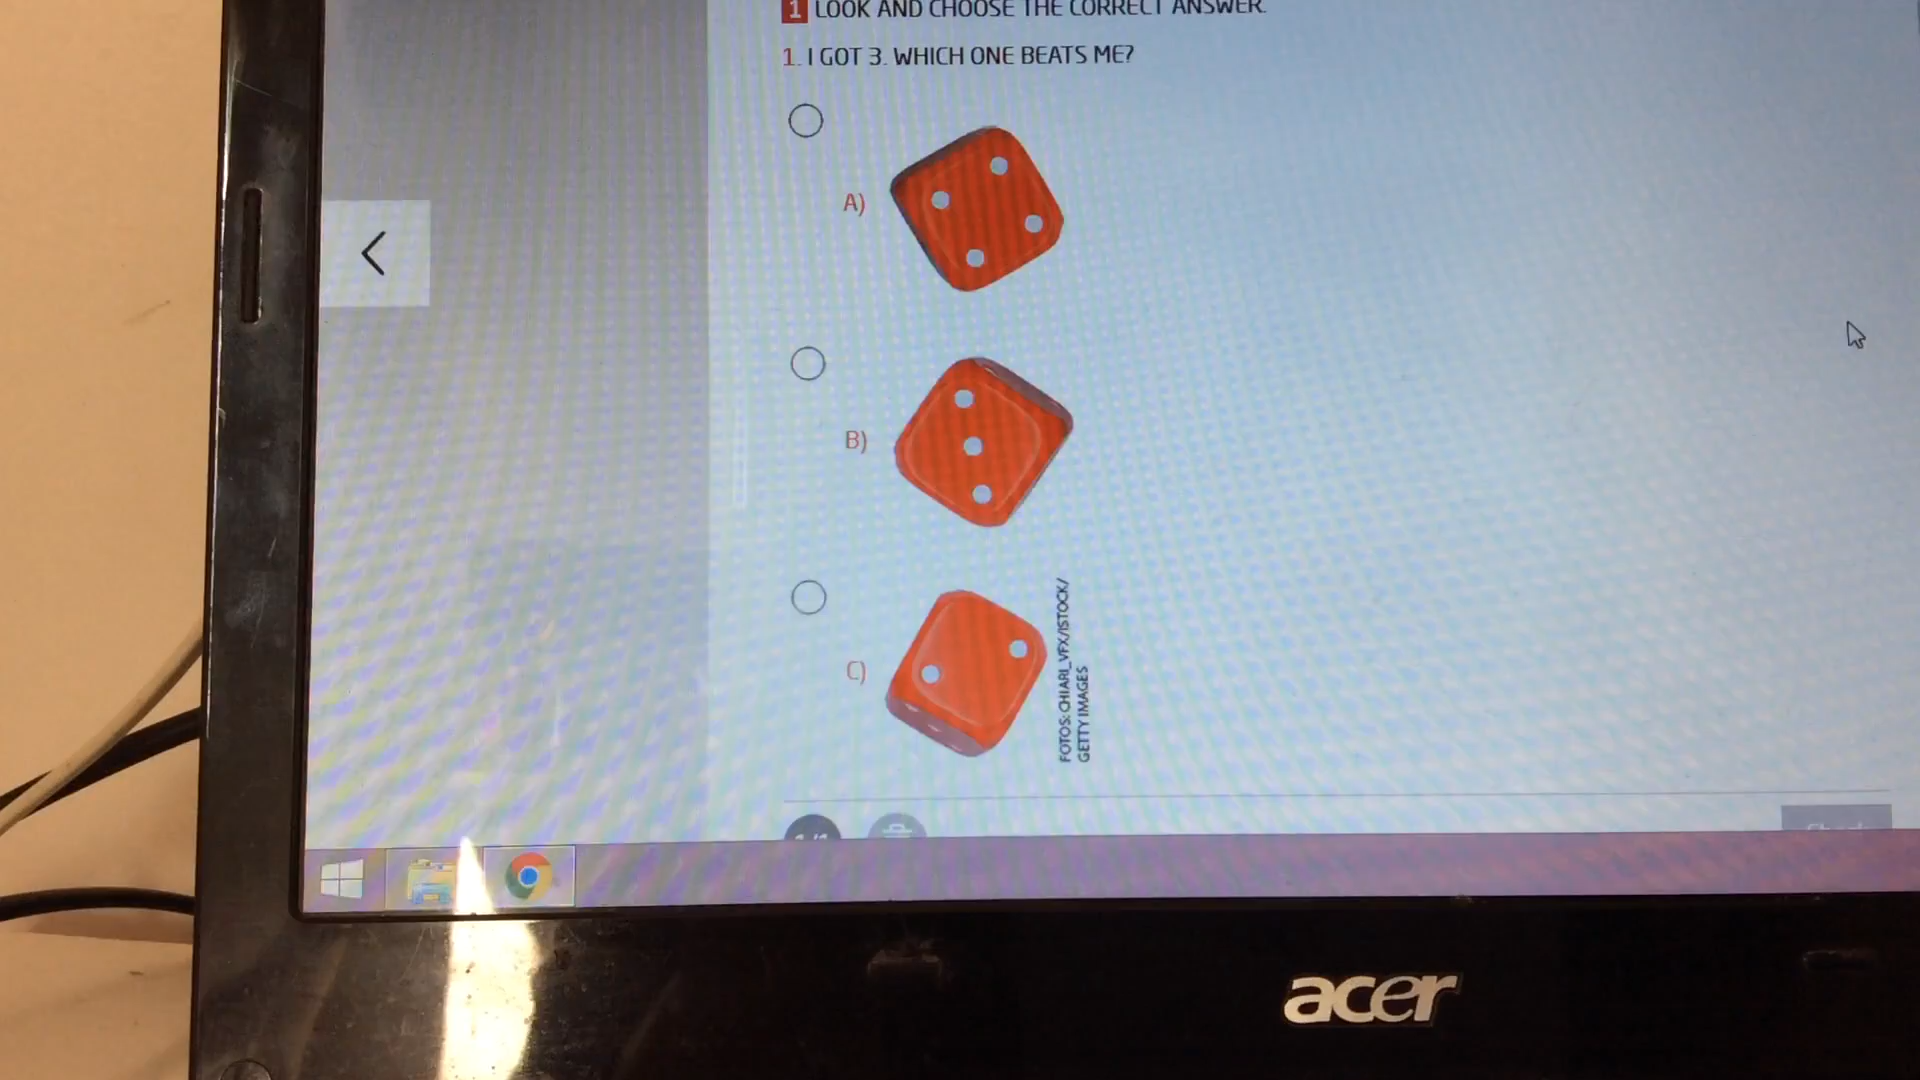 1 LOOK AND CHOOSE THE CORRECT ANSWER.
1. I GOT 3. WHICH ONE BEATS ME?
A)
B)
C)
FOTOS: CHIARI_VFX/ISTOCK/
GETTY IMAGES
acer